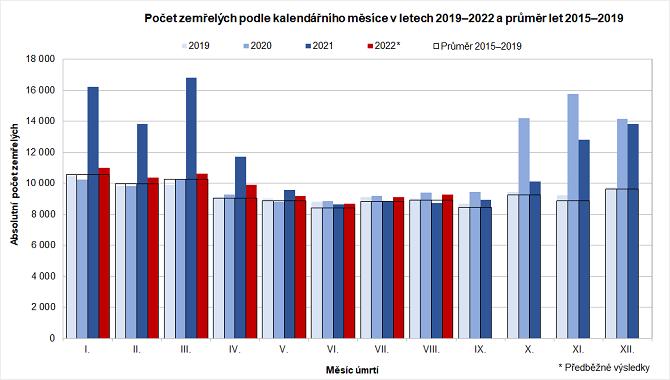 Počet zemřelých podle kalendářního měsíce v letech 2019–2022 a průměr let 2015–2019
2019 2020 2021 2022* Průměr 2015–2019
18 000
16 000
14 000
12 000
10 000
8 000
6 000
4 000
2 000
0
Absolutní počet zemřelých
I. II. III. IV. V. VI. VII. VIII. IX. X. XI. XII.
Měsíc úmrtí
* Předběžné výsledky